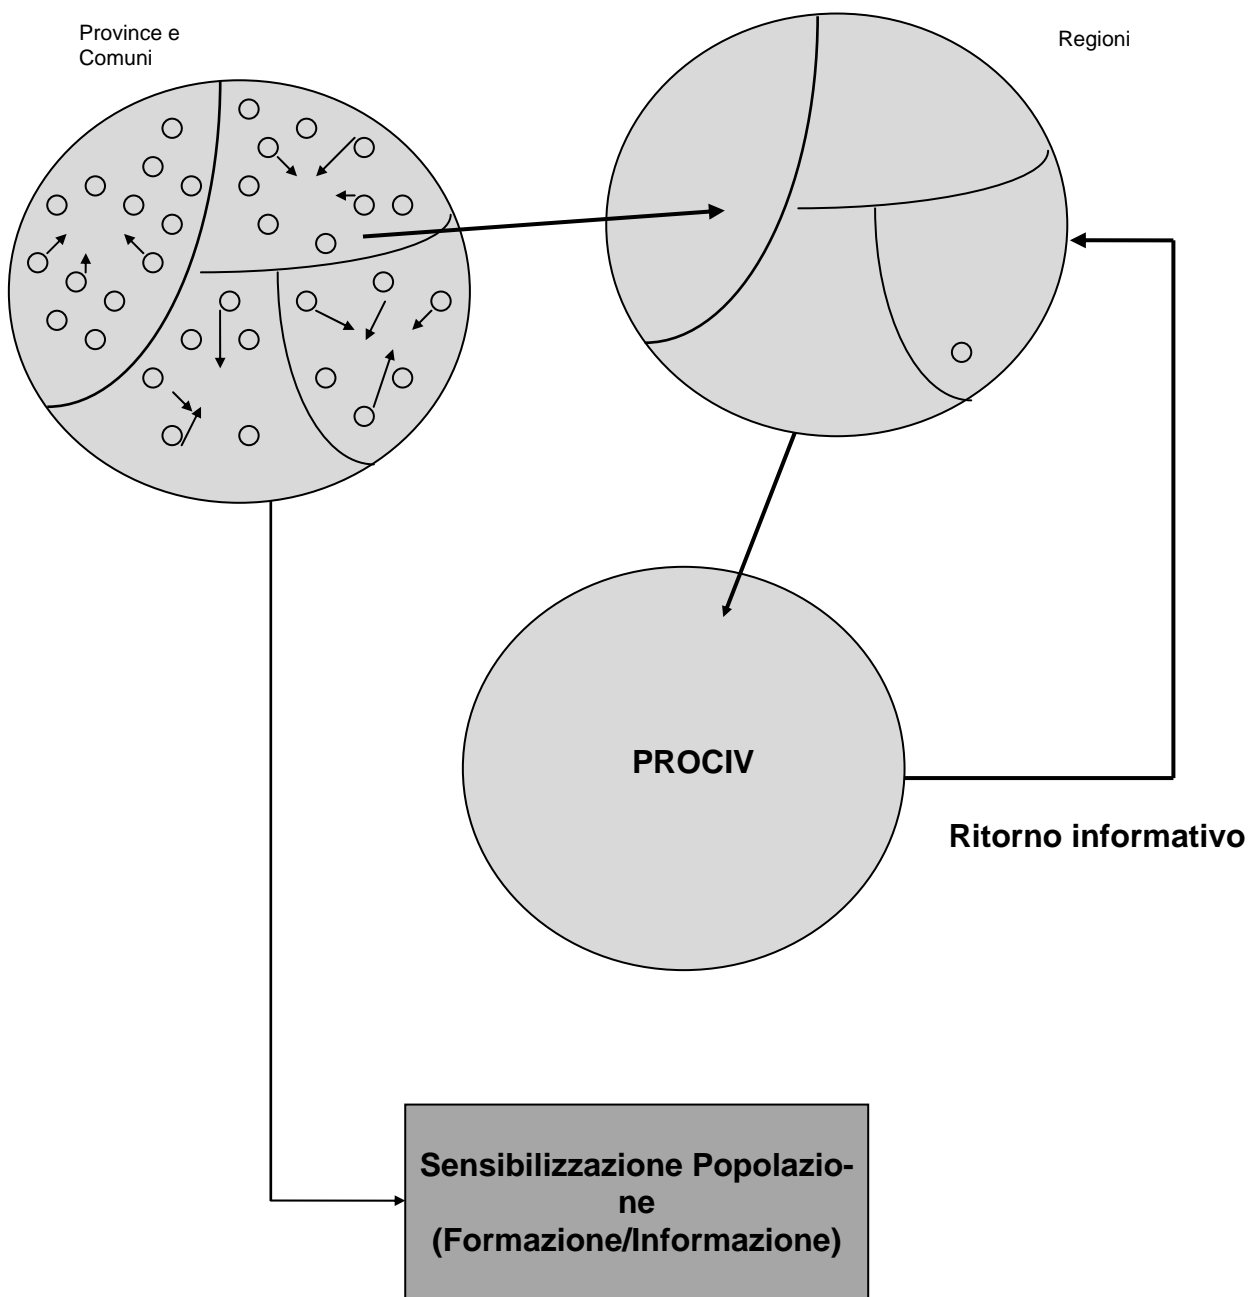 Province e
Comuni
Regioni
PROCIV
Ritorno informativo
Sensibilizzazione Popolazio-
ne
(Formazione/Informazione)